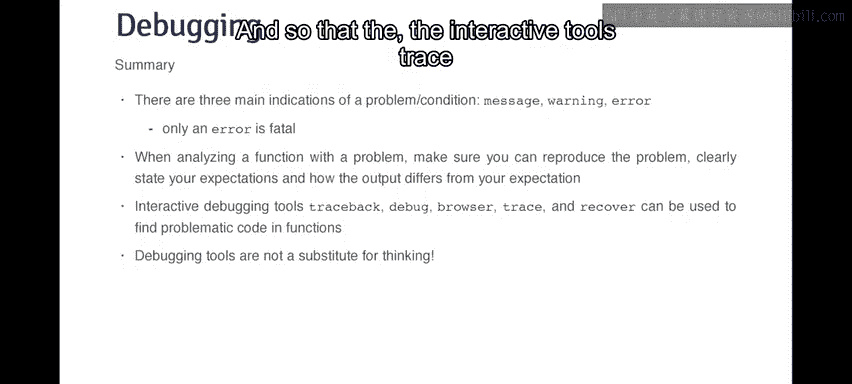 Debugging
And so that the, the interactive tools
trace
Summary
· There are three main indications of a problem/condition: message, warning, error
- only an error is fatal
· When analyzing a function with a problem, make sure you can reproduce the problem, clearly
state your expectations and how the output differs from your expectation
· Interactive debugging tools traceback, debug, browser, trace, and recover can be used to
find problematic code in functions
· Debugging tools are not a substitute for thinking!